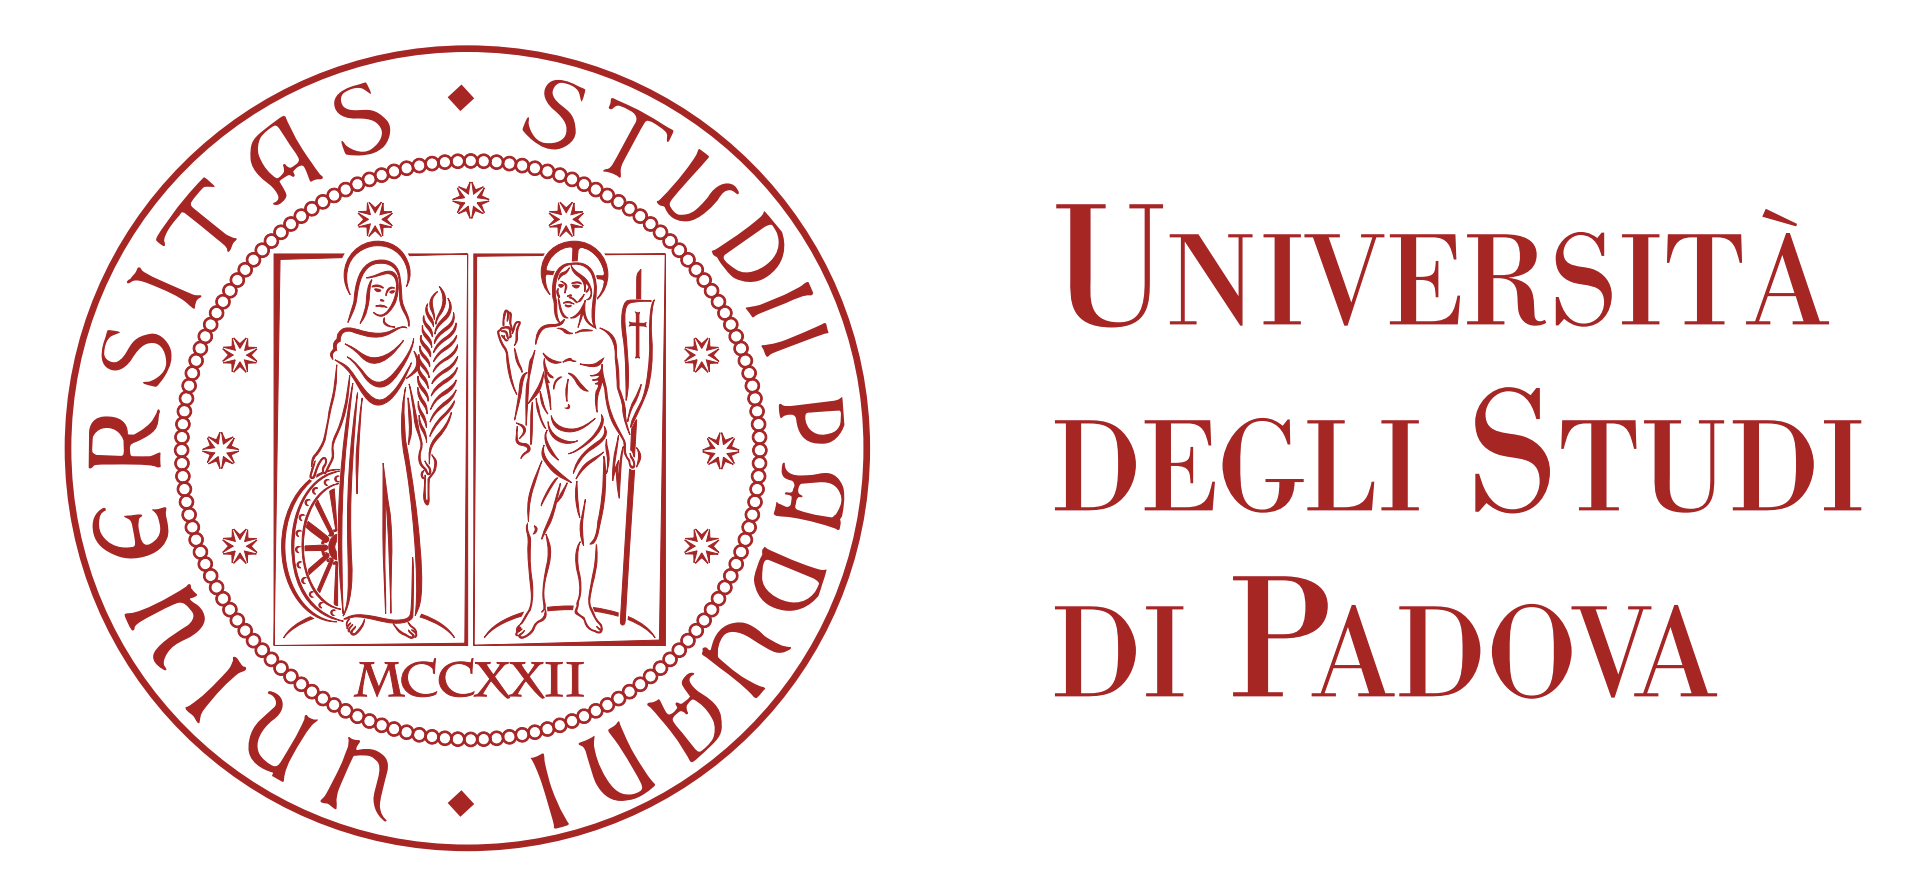 UNIVERSITAS · STUDII PADUANI ·
MCCXXII
UNIVERSITÀ
DEGLI STUDI
DI PADOVA